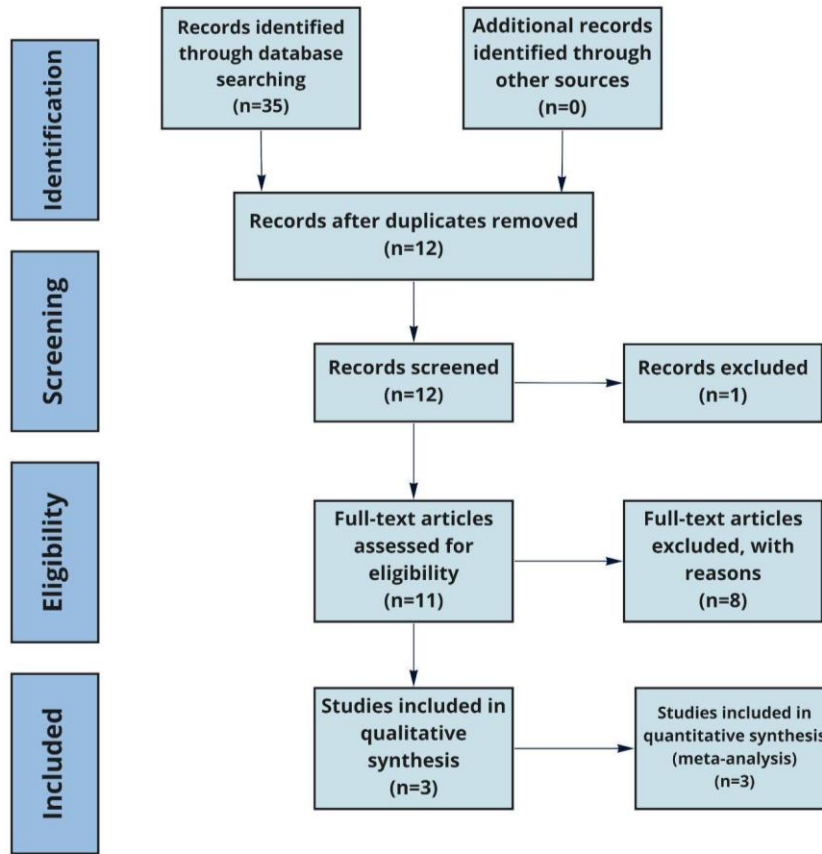 Identification
Records identified
through database
searching
(n=35)
Additional records
identified through
other sources
(n=0)
Records after duplicates removed
(n=12)
Screening
Records screened
(n=12)
Records excluded
(n=1)
Eligibility
Full-text articles
assessed for
eligibility
(n=11)
Full-text articles
excluded, with
reasons
(n=8)
Included
Studies included in
qualitative
synthesis
(n=3)
Studies included in
quantitative synthesis
(meta-analysis)
(n=3)